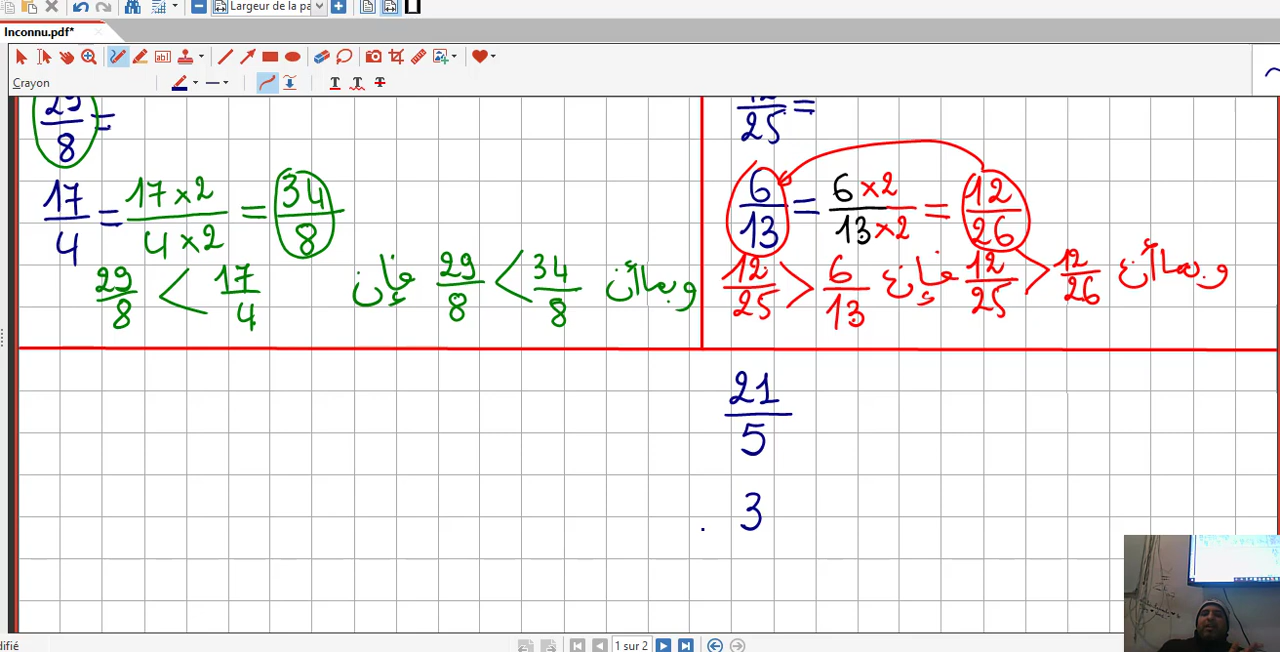 Largeur de la pa
Inconnu.pdf*
Crayon
29/8 =
17/4 = 17×2/4×2 = 34/8
وبما أن 34/8 > 29/8 فإن 17/4 > 29/8
12/25 =
6/13 = 6×2/13×2 = 12/26
وبما أن 12/26 < 12/25 فإن 6/13 < 12/25
21/5
. 3
1 sur 2
difié